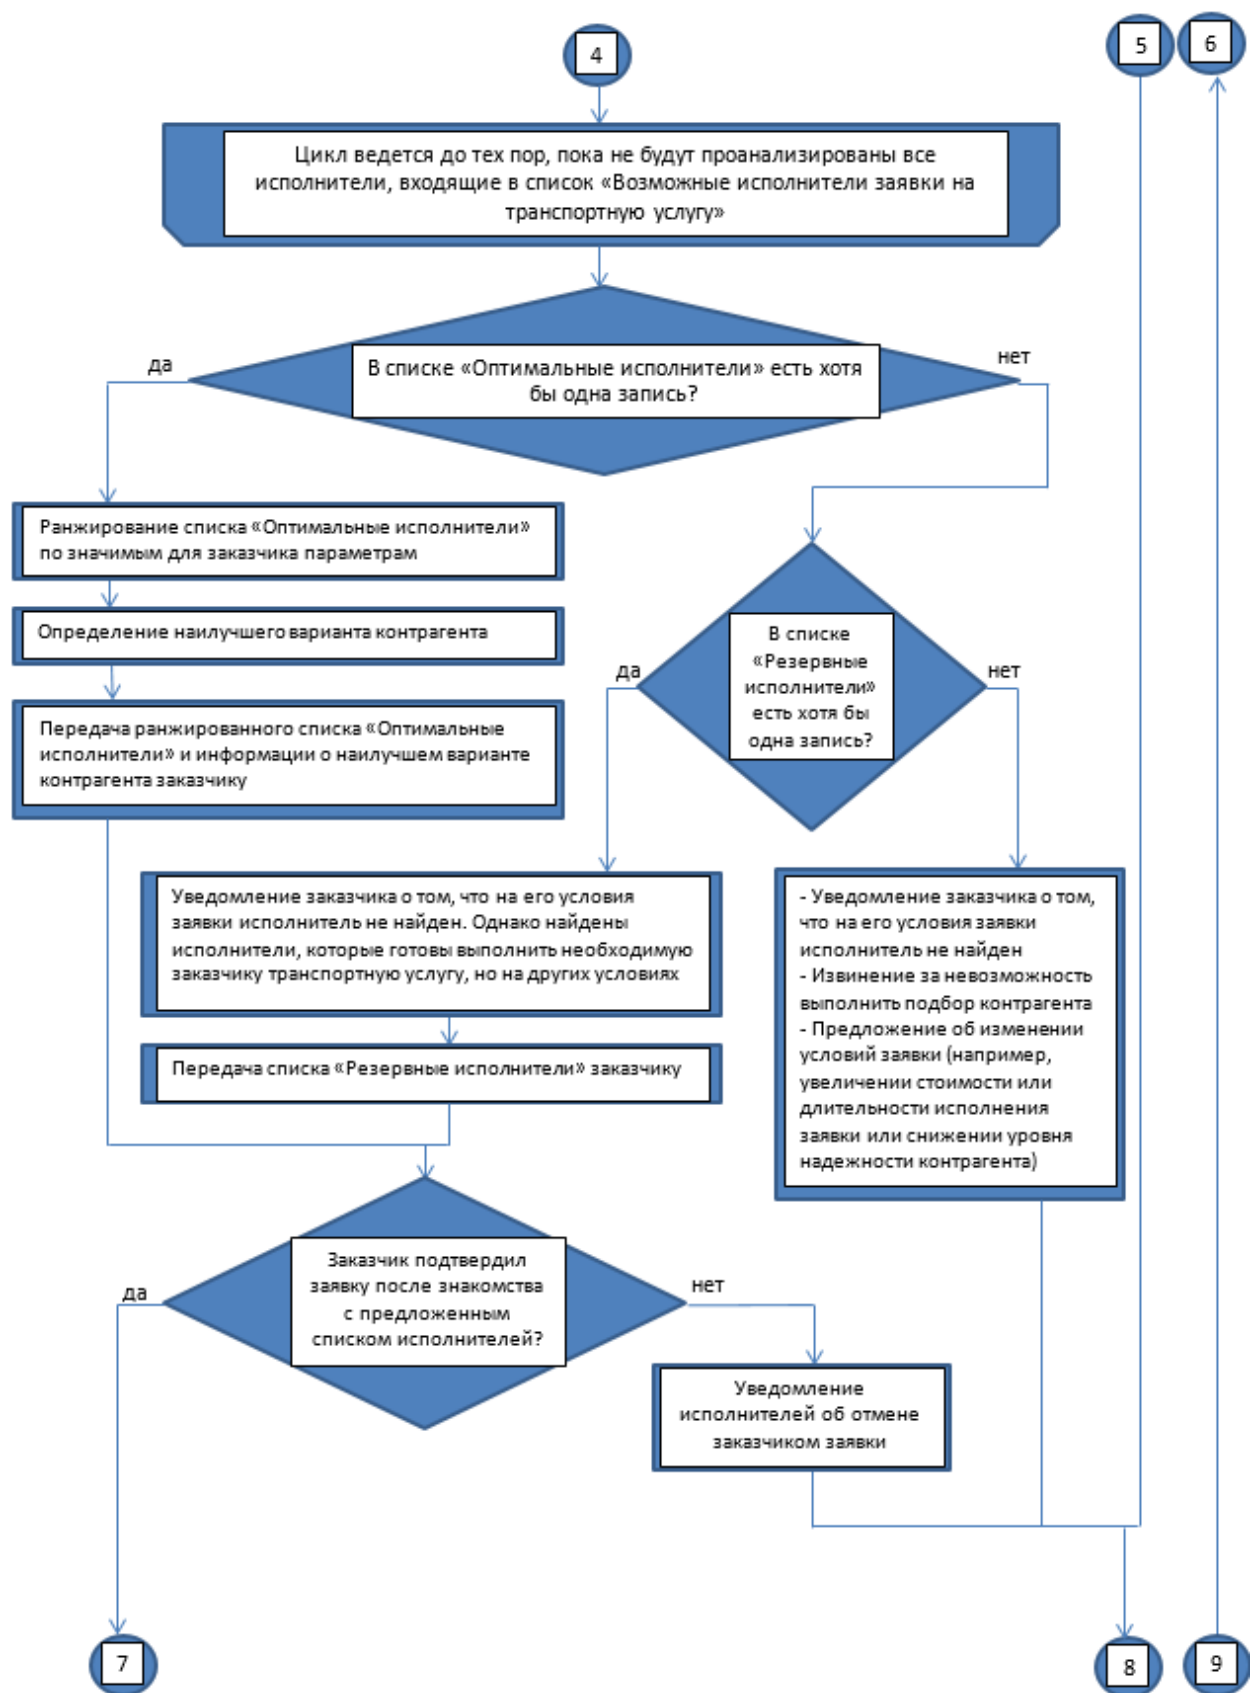 4
5
6
Цикл ведется до тех пор, пока не будут проанализированы все
исполнители, входящие в список «Возможные исполнители заявки на
транспортную услугу»
да
нет
В списке «Оптимальные исполнители» есть хотя
бы одна запись?
Ранжирование списка «Оптимальные исполнители»
по значимым для заказчика параметрам
Определение наилучшего варианта контрагента
Передача ранжированного списка «Оптимальные
исполнители» и информации о наилучшем варианте
контрагента заказчику
да
нет
В списке
«Резервные
исполнители»
есть хотя бы
одна запись?
Уведомление заказчика о том, что на его условия
заявки исполнитель не найден. Однако найдены
исполнители, которые готовы выполнить необходимую
заказчику транспортную услугу, но на других условиях
Передача списка «Резервные исполнители» заказчику
- Уведомление заказчика о том,
что на его условия заявки
исполнитель не найден
- Извинение за невозможность
выполнить подбор контрагента
- Предложение об изменении
условий заявки (например,
увеличении стоимости или
длительности исполнения
заявки или снижении уровня
надежности контрагента)
да
нет
Заказчик подтвердил
заявку после знакомства
с предложенным
списком исполнителей?
Уведомление
исполнителей об отмене
заказчиком заявки
7
8
9